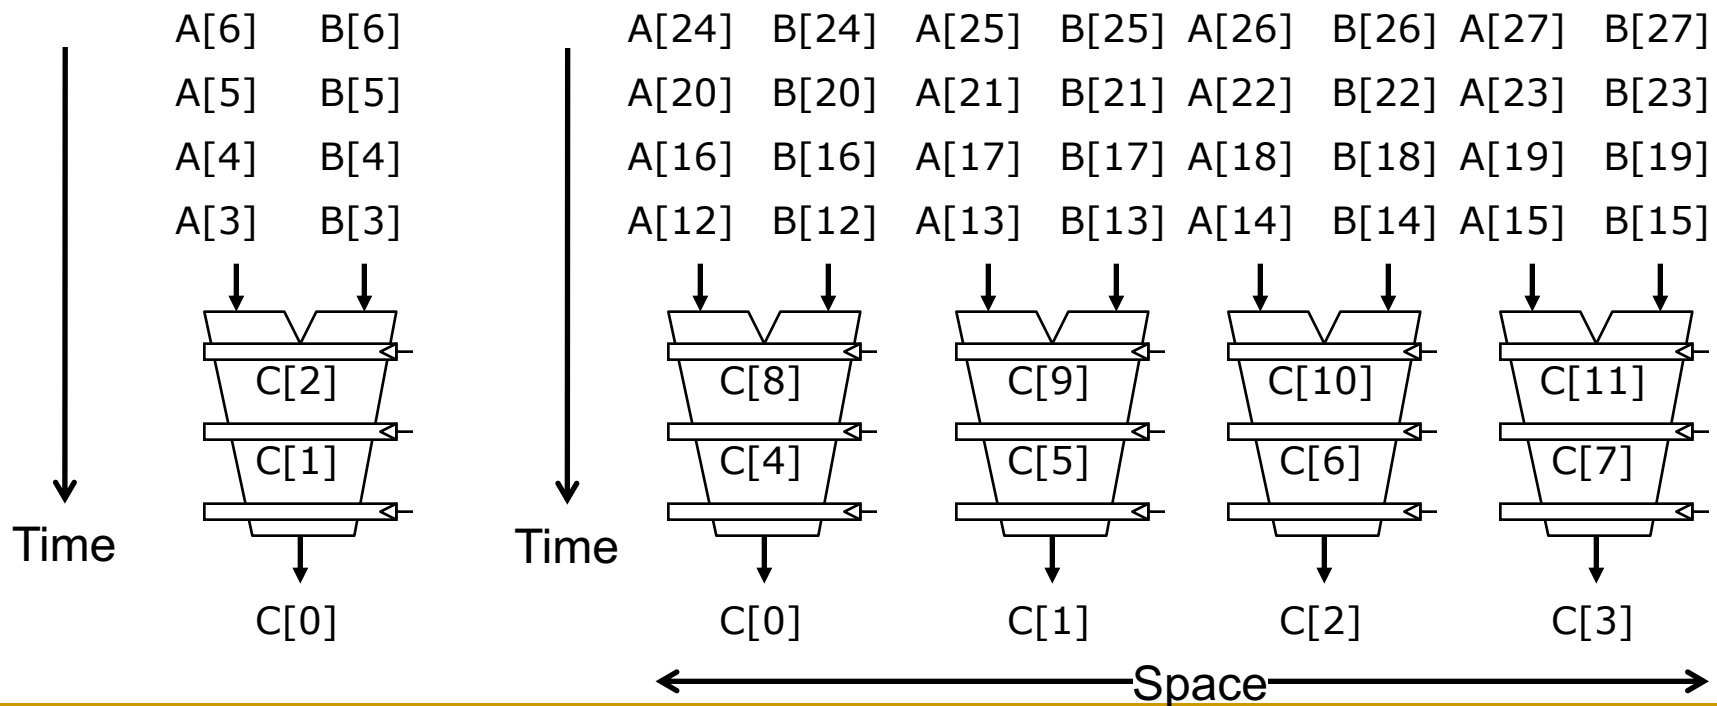 A[6] B[6] A[24] B[24] A[25] B[25] A[26] B[26] A[27] B[27]
A[5] B[5] A[20] B[20] A[21] B[21] A[22] B[22] A[23] B[23]
A[4] B[4] A[16] B[16] A[17] B[17] A[18] B[18] A[19] B[19]
A[3] B[3] A[12] B[12] A[13] B[13] A[14] B[14] A[15] B[15]
C[2] C[8] C[9] C[10] C[11]
C[1] C[4] C[5] C[6] C[7]
Time Time
C[0] C[0] C[1] C[2] C[3]
Space